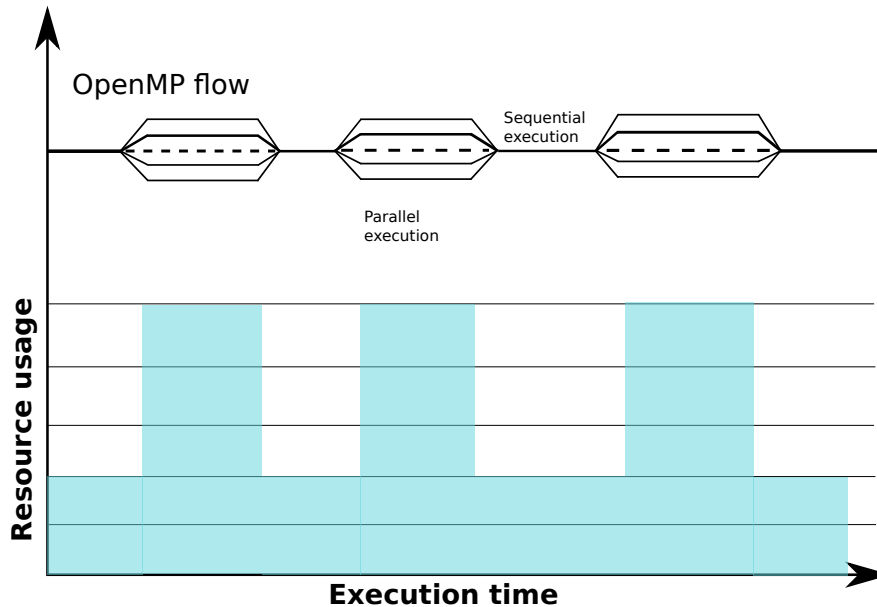 OpenMP flow
Sequential
execution
Parallel
execution
Resource usage
Execution time